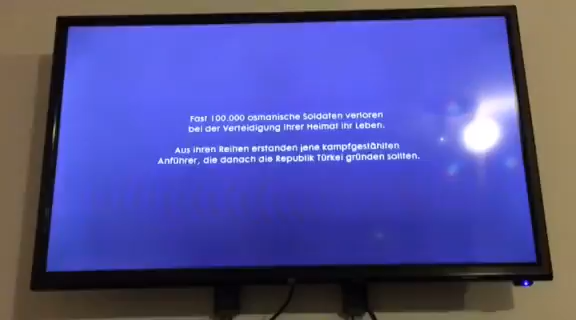 Fast 100.000 osmanische Soldaten verloren
bei der Verteidigung ihrer Heimat ihr Leben.
Aus ihren Reihen erstanden jene kampfgestählten
Anführer, die danach die Republik Türkei gründen sollten.